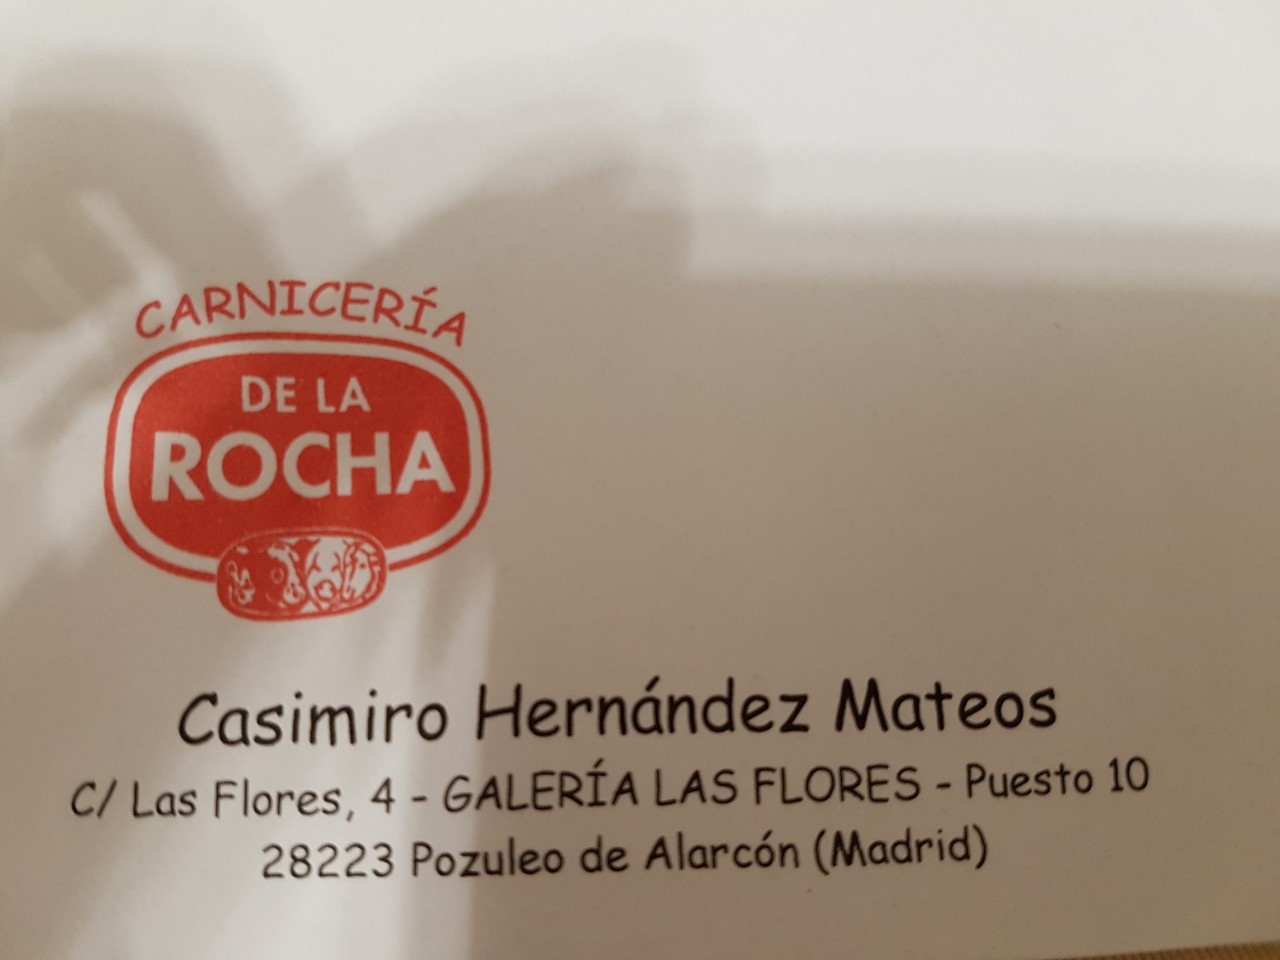 CARNICERÍA
DE LA
ROCHA
Casimiro Hernández Mateos
C/ Las Flores, 4 - GALERÍA LAS FLORES - Puesto 10
28223 Pozuleo de Alarcón (Madrid)